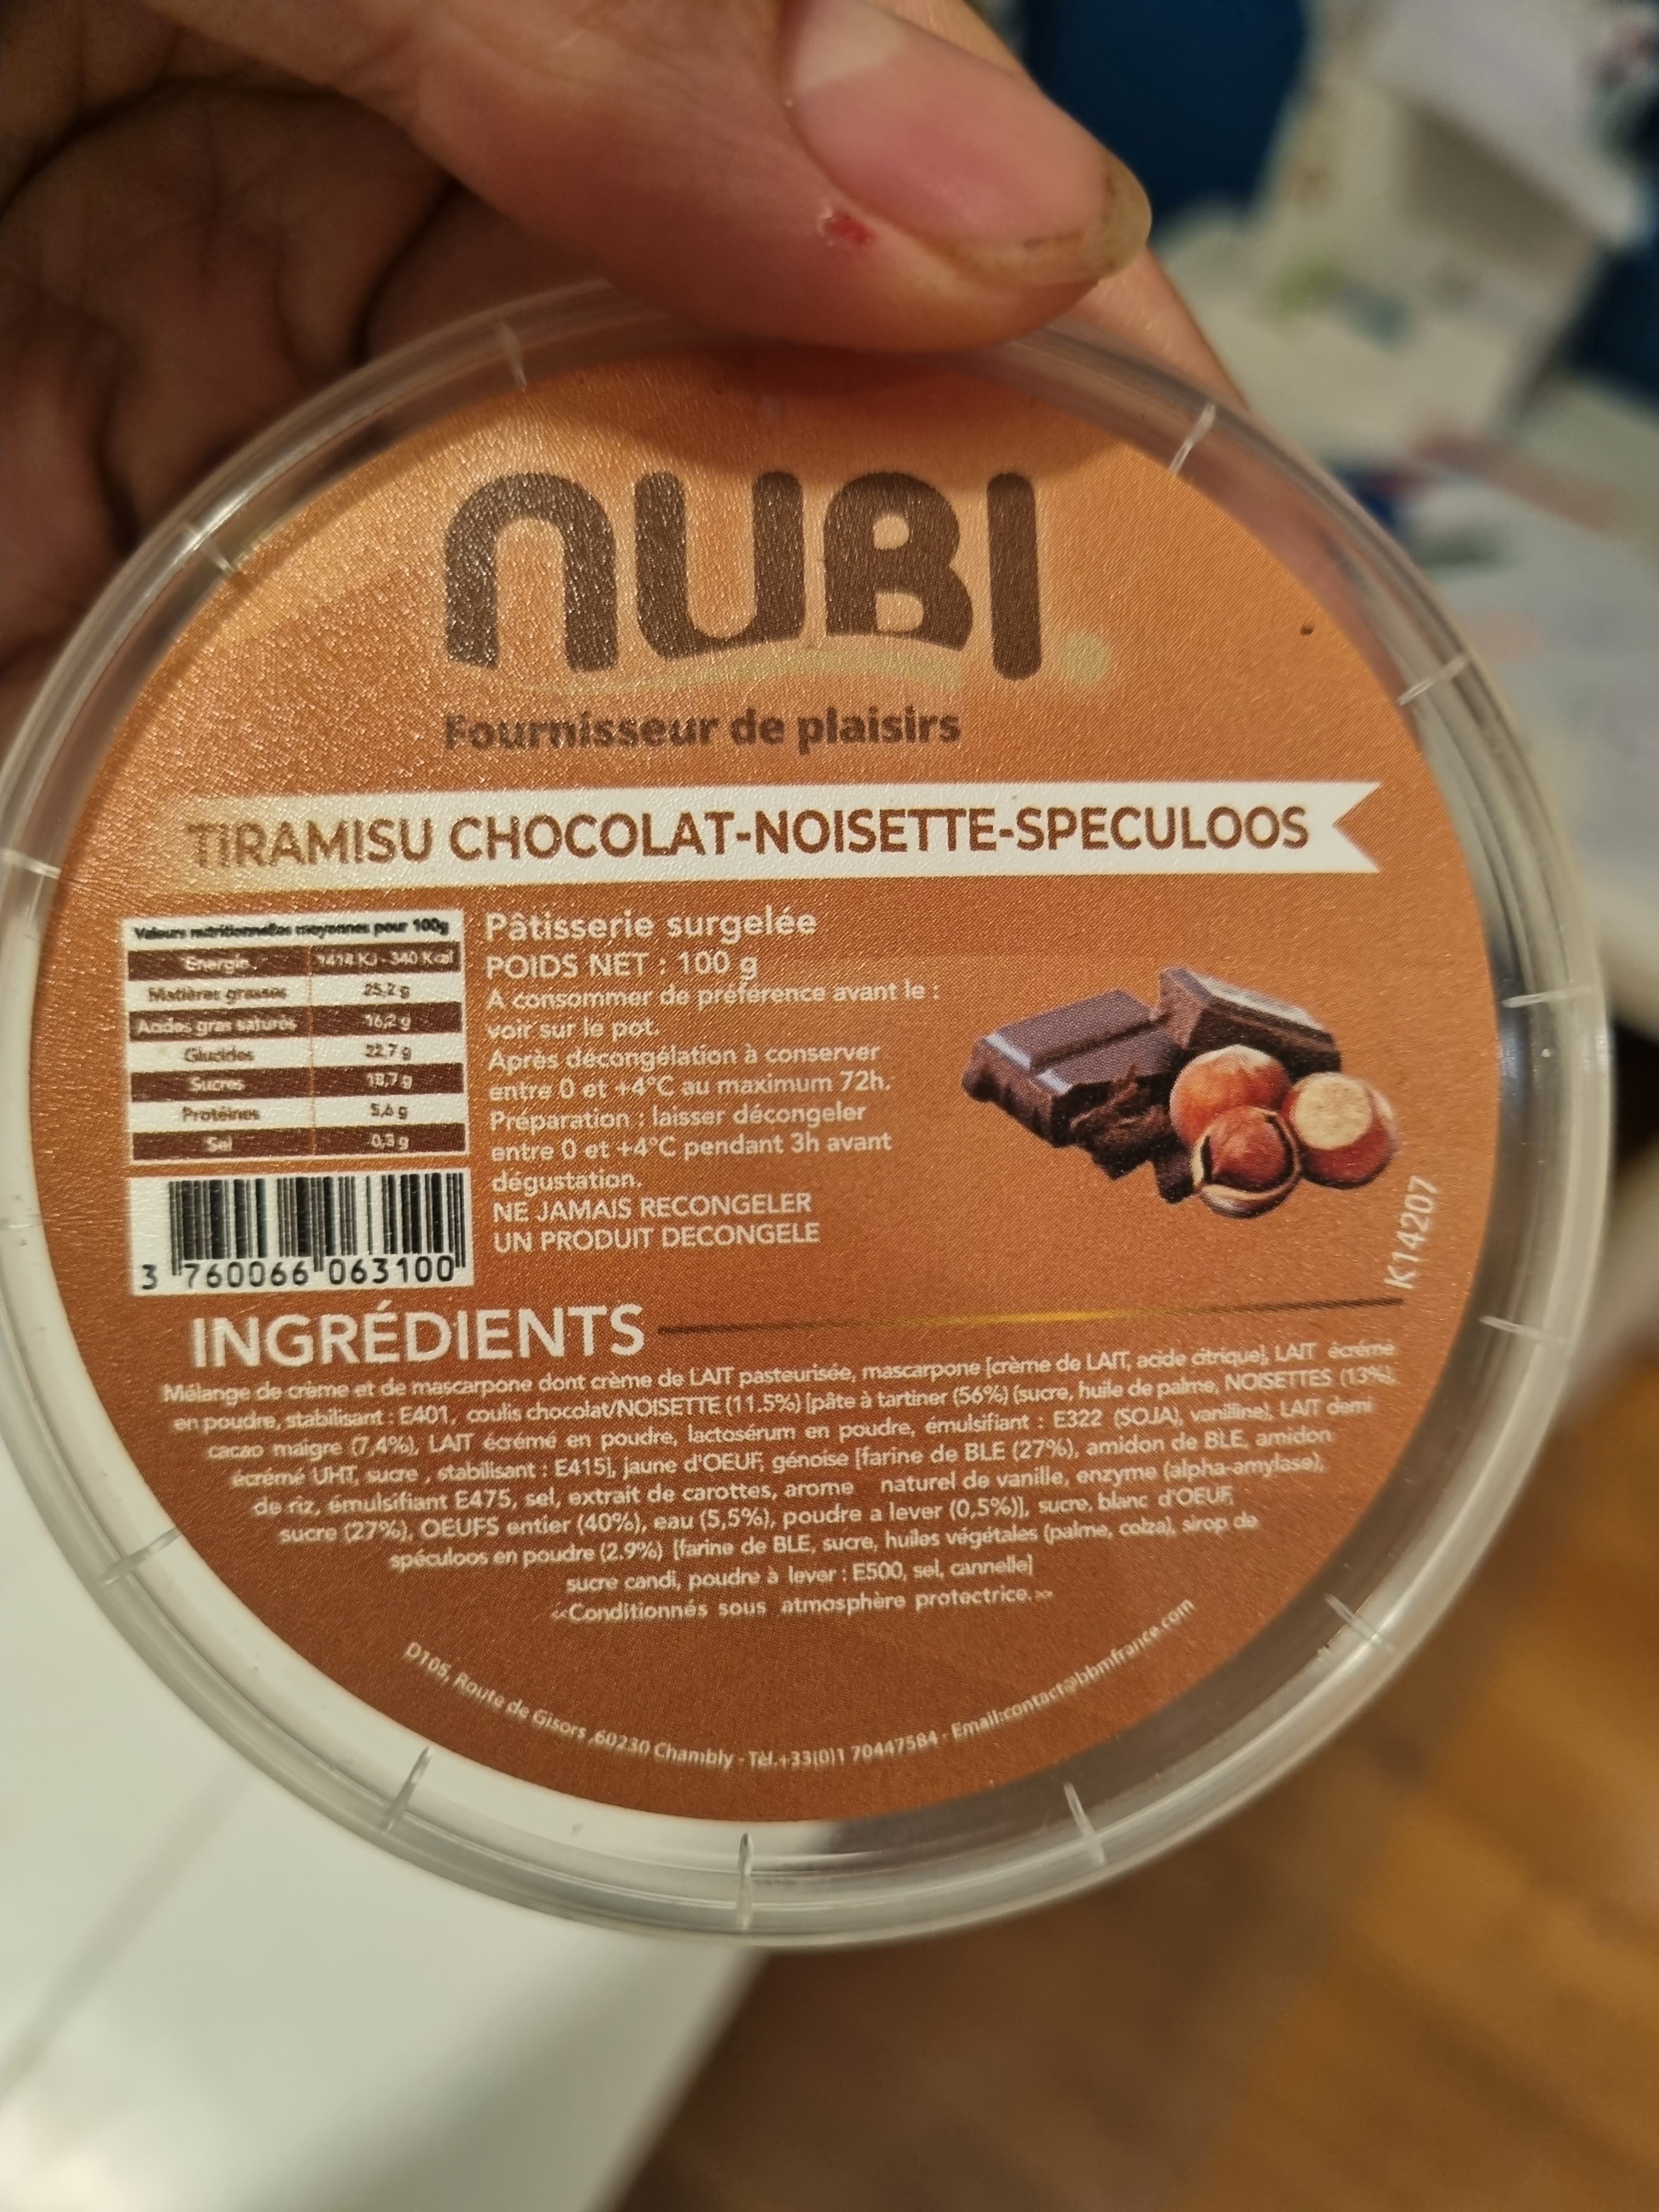 NUBI
Fournisseur de plaisirs
TIRAMISU CHOCOLAT-NOISETTE-SPECULOOS
Valeurs nutritionnelles moyennes pour 100g
Energie 1414 KJ - 340 Kcal
Matières grasses 25,2 g
Acides gras saturés 16,2 g
Glucides 22,7 g
Sucres 18,7 g
Protéines 5,6 g
Sel 0,3 g
3 760066 063100
Pâtisserie surgelée
POIDS NET : 100 g
A consommer de préférence avant le :
voir sur le pot.
Après décongélation à conserver
entre 0 et +4°C au maximum 72h.
Préparation : laisser décongeler
entre 0 et +4°C pendant 3h avant
dégustation.
NE JAMAIS RECONGELER
UN PRODUIT DECONGELE
K14207
INGRÉDIENTS
Mélange de crème et de mascarpone dont crème de LAIT pasteurisée, mascarpone [crème de LAIT, acide citrique], LAIT écrémé
en poudre, stabilisant : E401, coulis chocolat/NOISETTE (11.5%) [pâte à tartiner (56%) (sucre, huile de palme, NOISETTES (13%),
cacao maigre (7,4%), LAIT écrémé en poudre, lactosérum en poudre, émulsifiant : E322 (SOJA), vanilline), LAIT demi
écrémé UHT, sucre , stabilisant : E415], jaune d'OEUF, génoise [farine de BLE (27%), amidon de BLE, amidon
de riz, émulsifiant E475, sel, extrait de carottes, arome naturel de vanille, enzyme (alpha-amylase),
sucre (27%), OEUFS entier (40%), eau (5,5%), poudre a lever (0,5%)], sucre, blanc d'OEUF,
spéculoos en poudre (2.9%) [farine de BLE, sucre, huiles végétales (palme, colza), sirop de
sucre candi, poudre à lever : E500, sel, cannelle]
<<Conditionnés sous atmosphère protectrice.>>
D105, Route de Gisors ,60230 Chambly - Tèl.+33(0)1 70447584 - Email:contact@bbmfrance.com